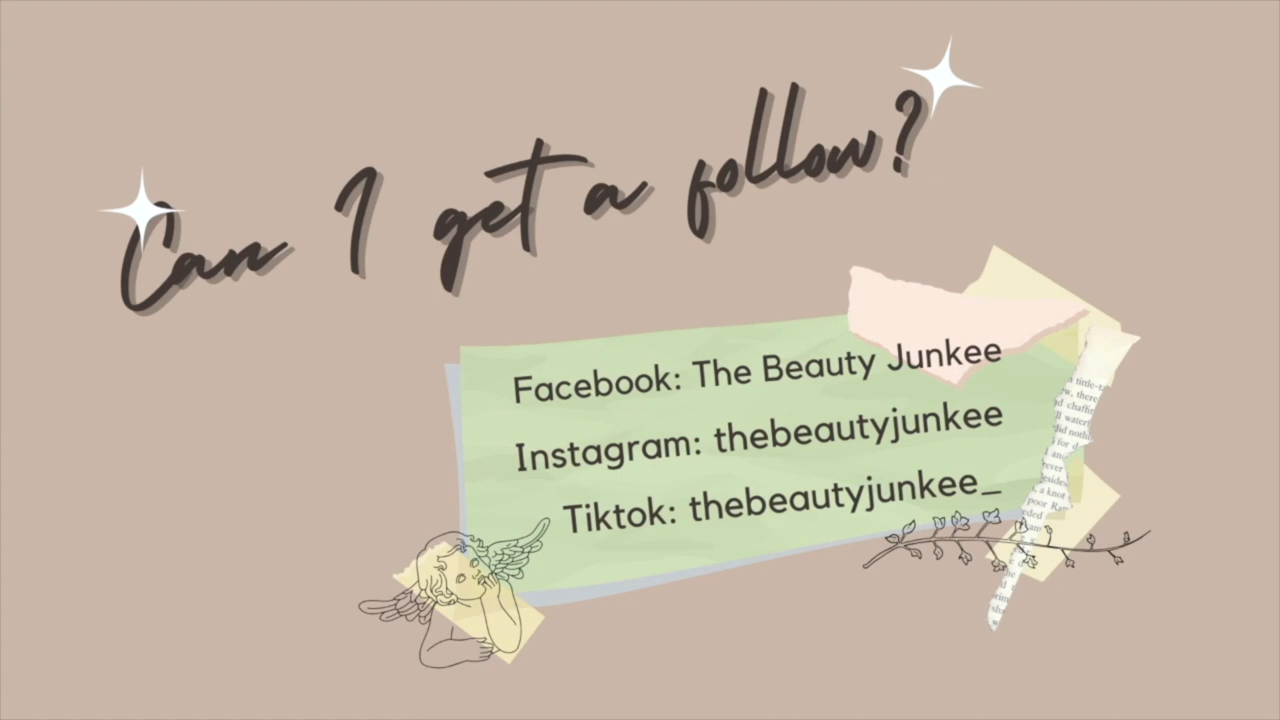 Can I get a follow?
Facebook: The Beauty Junkee
Instagram: thebeautyjunkee
Tiktok: thebeautyjunkee_